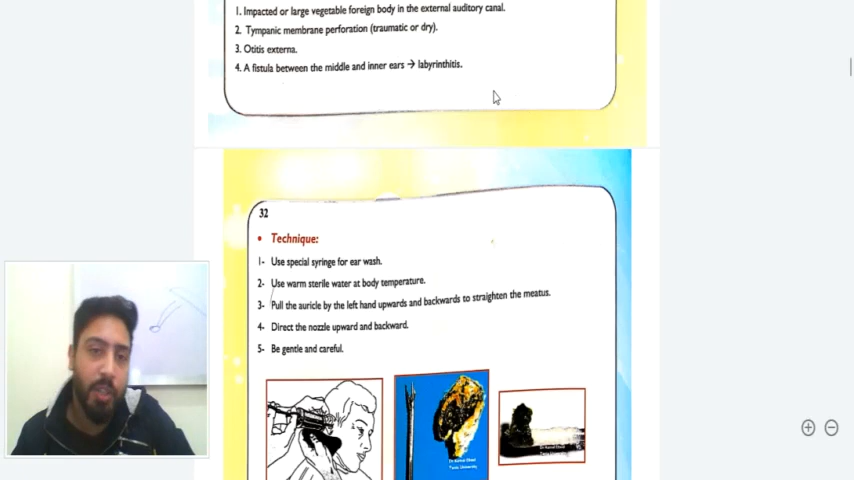 1. Impacted or large vegetable foreign body in the external auditory canal.
2. Tympanic membrane perforation (traumatic or dry).
3. Otitis externa.
4. A fistula between the middle and inner ears → labyrinthitis.
32
• Technique:
1- Use special syringe for ear wash.
2- Use warm sterile water at body temperature.
3- Pull the auricle by the left hand upwards and backwards to straighten the meatus.
4- Direct the nozzle upward and backward.
5- Be gentle and careful.